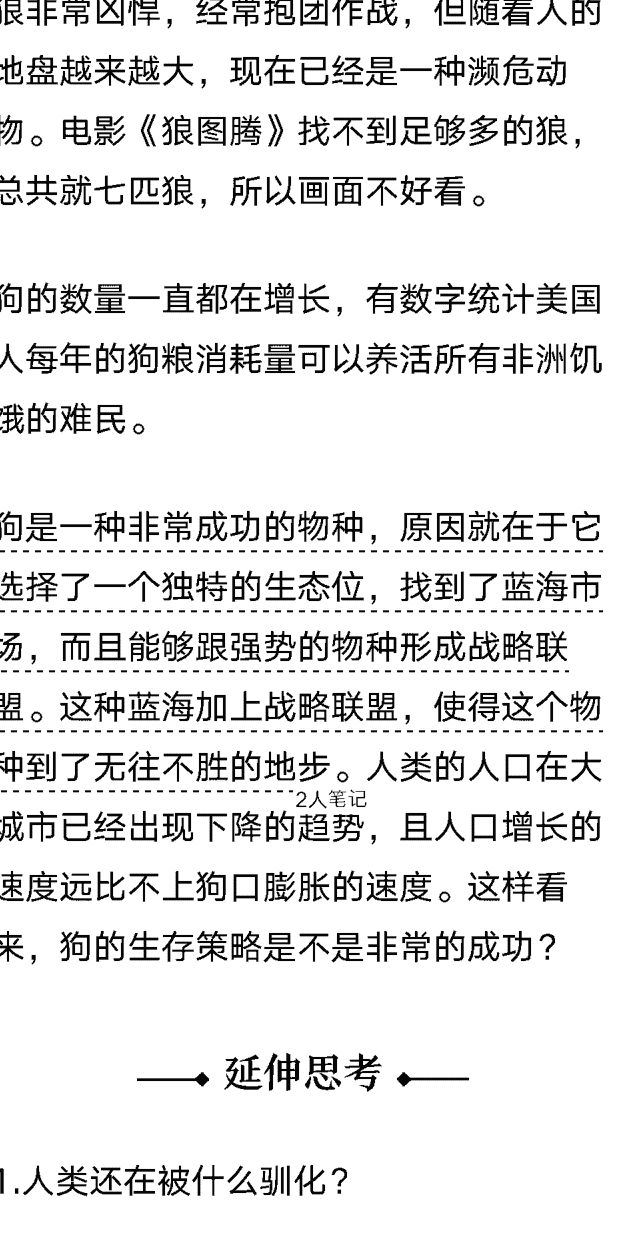 狼非常凶悍，经常抱团作战，但随着人的
地盘越来越大，现在已经是一种濒危动
物。电影《狼图腾》找不到足够多的狼，
总共就七匹狼，所以画面不好看。
狗的数量一直都在增长，有数字统计美国
人每年的狗粮消耗量可以养活所有非洲饥
饿的难民。
狗是一种非常成功的物种，原因就在于它
选择了一个独特的生态位，找到了蓝海市
场，而且能够跟强势的物种形成战略联
盟。这种蓝海加上战略联盟，使得这个物
种到了无往不胜的地步。人类的人口在大
2人笔记
城市已经出现下降的趋势，且人口增长的
速度远比不上狗口膨胀的速度。这样看
来，狗的生存策略是不是非常的成功？
延伸思考
1.人类还在被什么驯化？